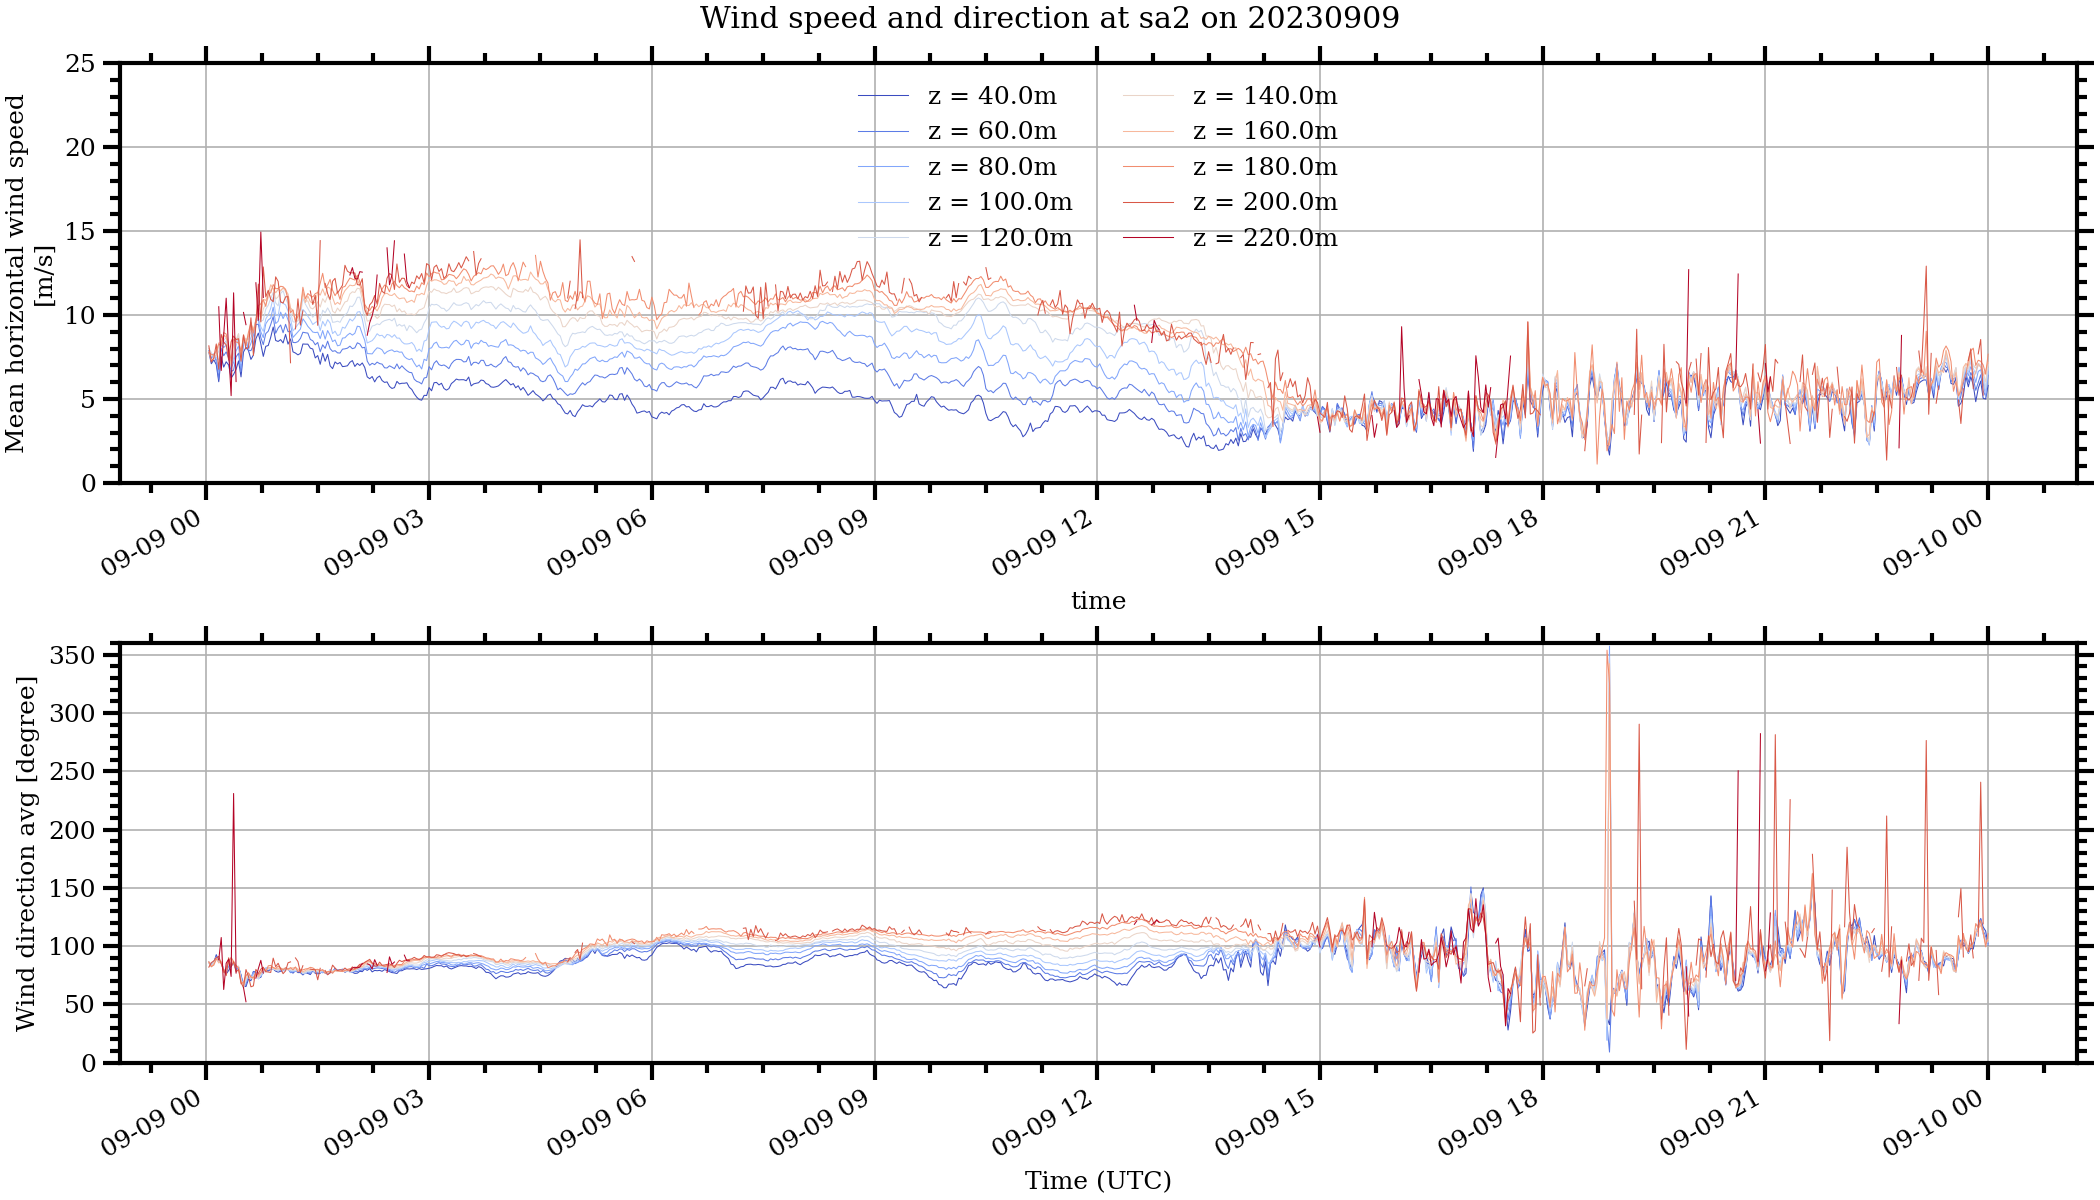 Wind speed and direction at sa2 on 20230909
Mean horizontal wind speed
[m/s]
25
20
15
10
5
0
z = 40.0m
z = 60.0m
z = 80.0m
z = 100.0m
z = 120.0m
z = 140.0m
z = 160.0m
z = 180.0m
z = 200.0m
z = 220.0m
09-09 00
09-09 03
09-09 06
09-09 09
09-09 12
09-09 15
09-09 18
09-09 21
09-10 00
time
Wind direction avg [degree]
350
300
250
200
150
100
50
0
09-09 00
09-09 03
09-09 06
09-09 09
09-09 12
09-09 15
09-09 18
09-09 21
09-10 00
Time (UTC)